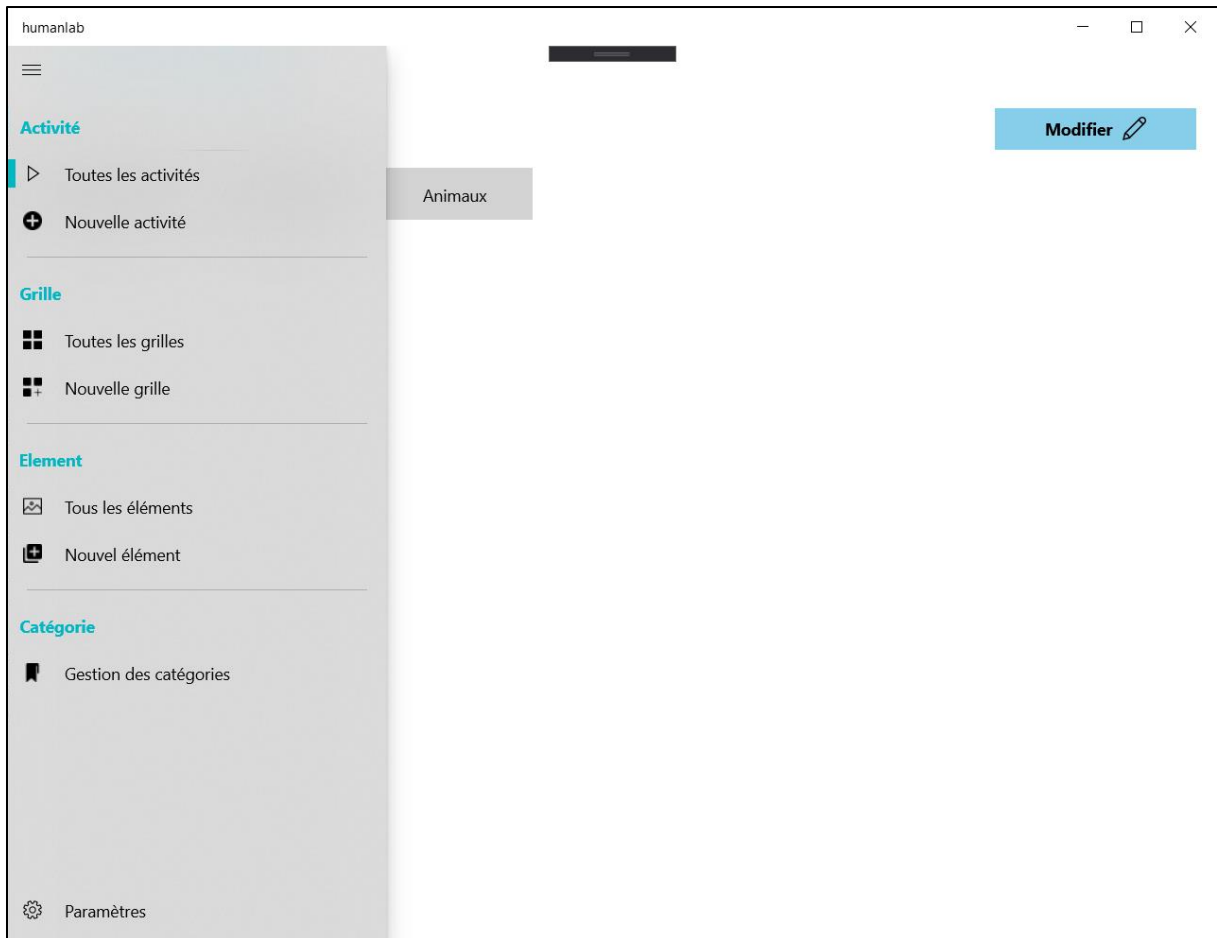 humanlab
Activité
Modifier
Toutes les activités
Animaux
Nouvelle activité
Grille
Toutes les grilles
Nouvelle grille
Element
Tous les éléments
Nouvel élément
Catégorie
Gestion des catégories
Paramètres